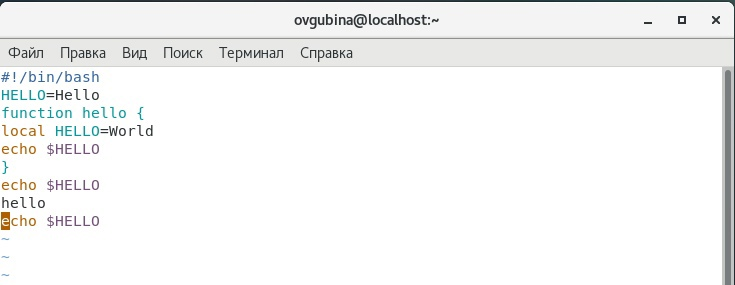 ovgubina@localhost:~
Файл Правка Вид Поиск Терминал Справка
#!/bin/bash
HELLO=Hello
function hello {
local HELLO=World
echo $HELLO
}
echo $HELLO
hello
echo $HELLO
~
~
~